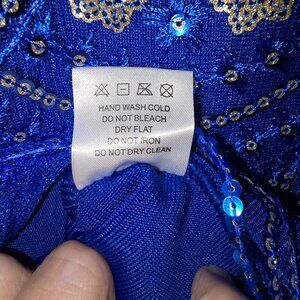 HAND WASH COLD
DO NOT BLEACH
DRY FLAT
DO NOT IRON
DO NOT DRY CLEAN